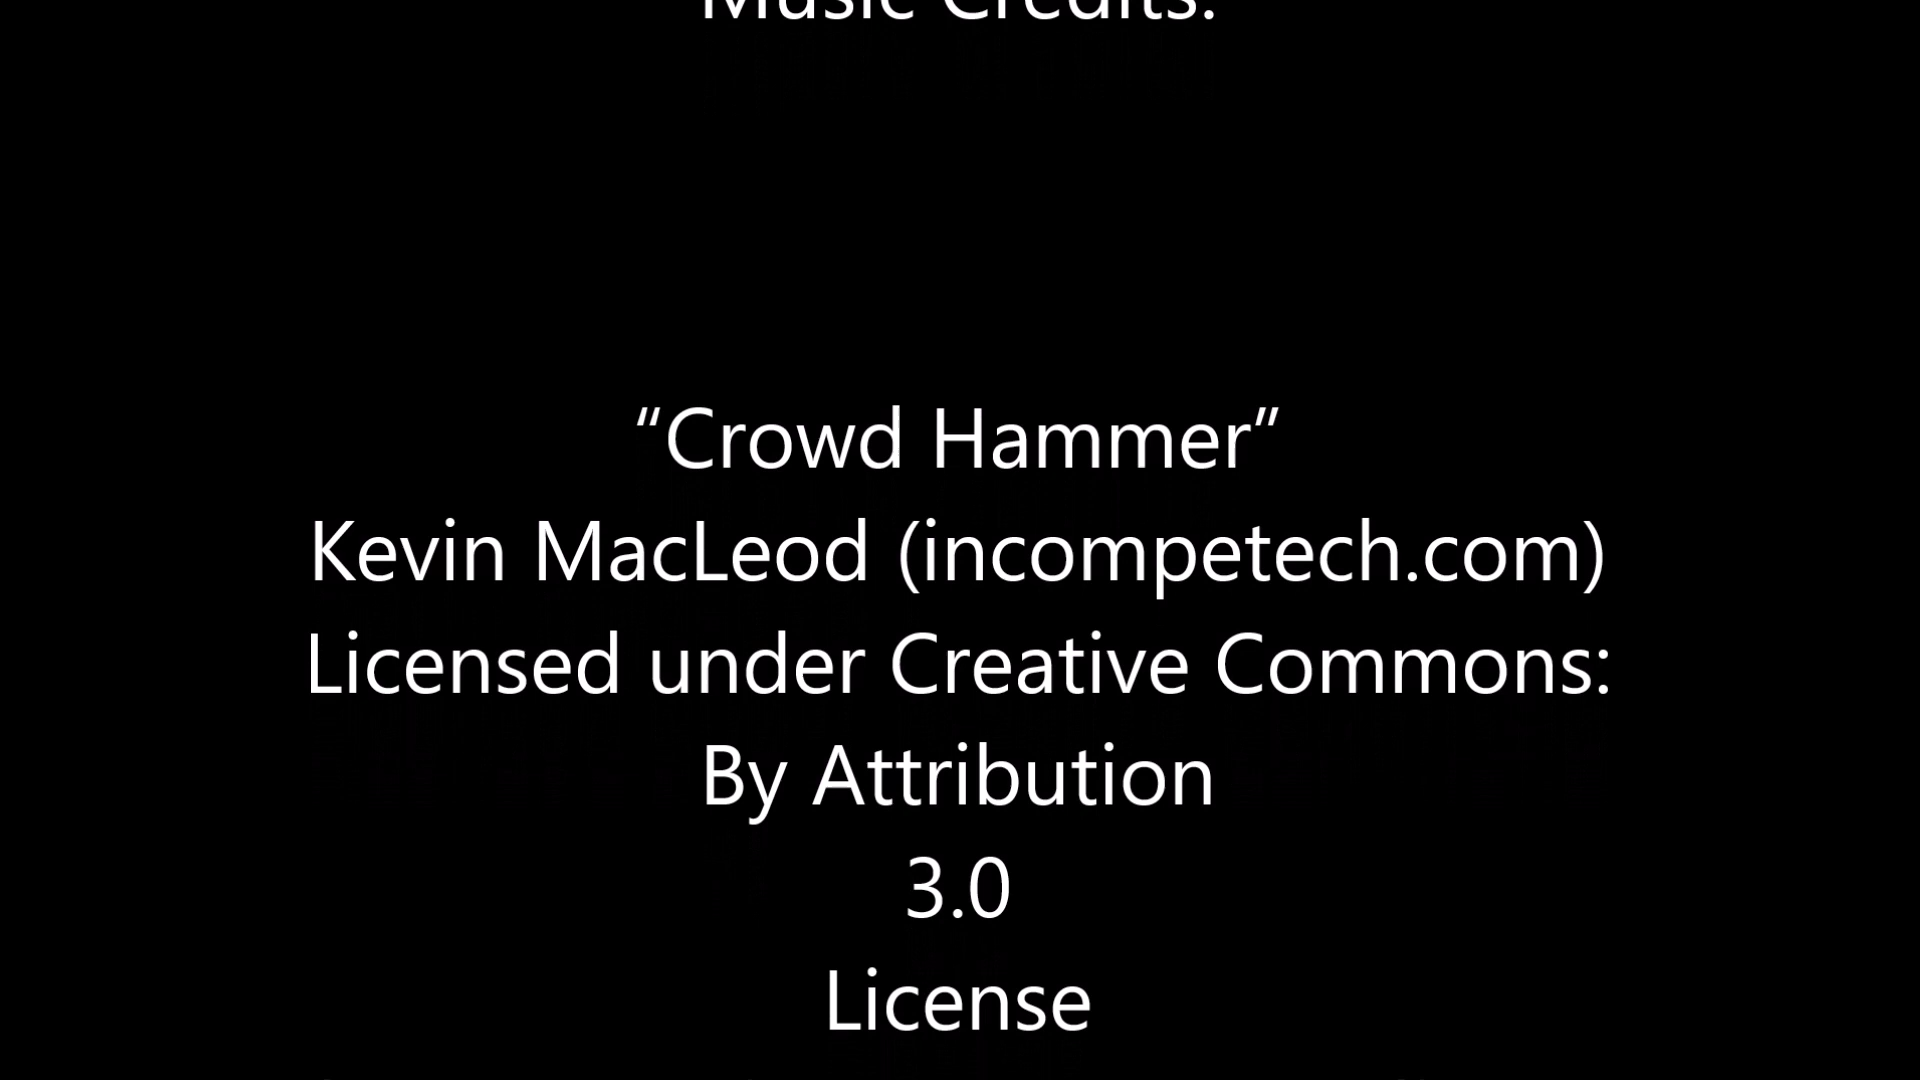 Music Credits:
“Crowd Hammer”
Kevin MacLeod (incompetech.com)
Licensed under Creative Commons:
By Attribution
3.0
License